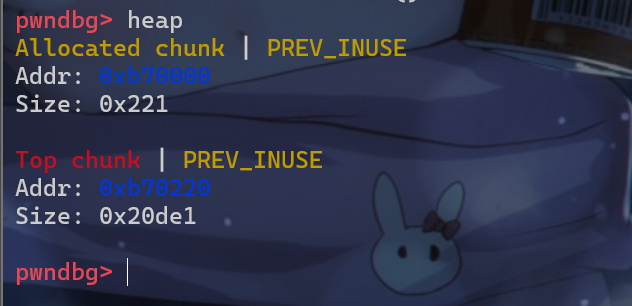 pwndbg> heap
Allocated chunk | PREV_INUSE
Addr: 0xb70000
Size: 0x221
Top chunk | PREV_INUSE
Addr: 0xb70220
Size: 0x20de1
pwndbg>